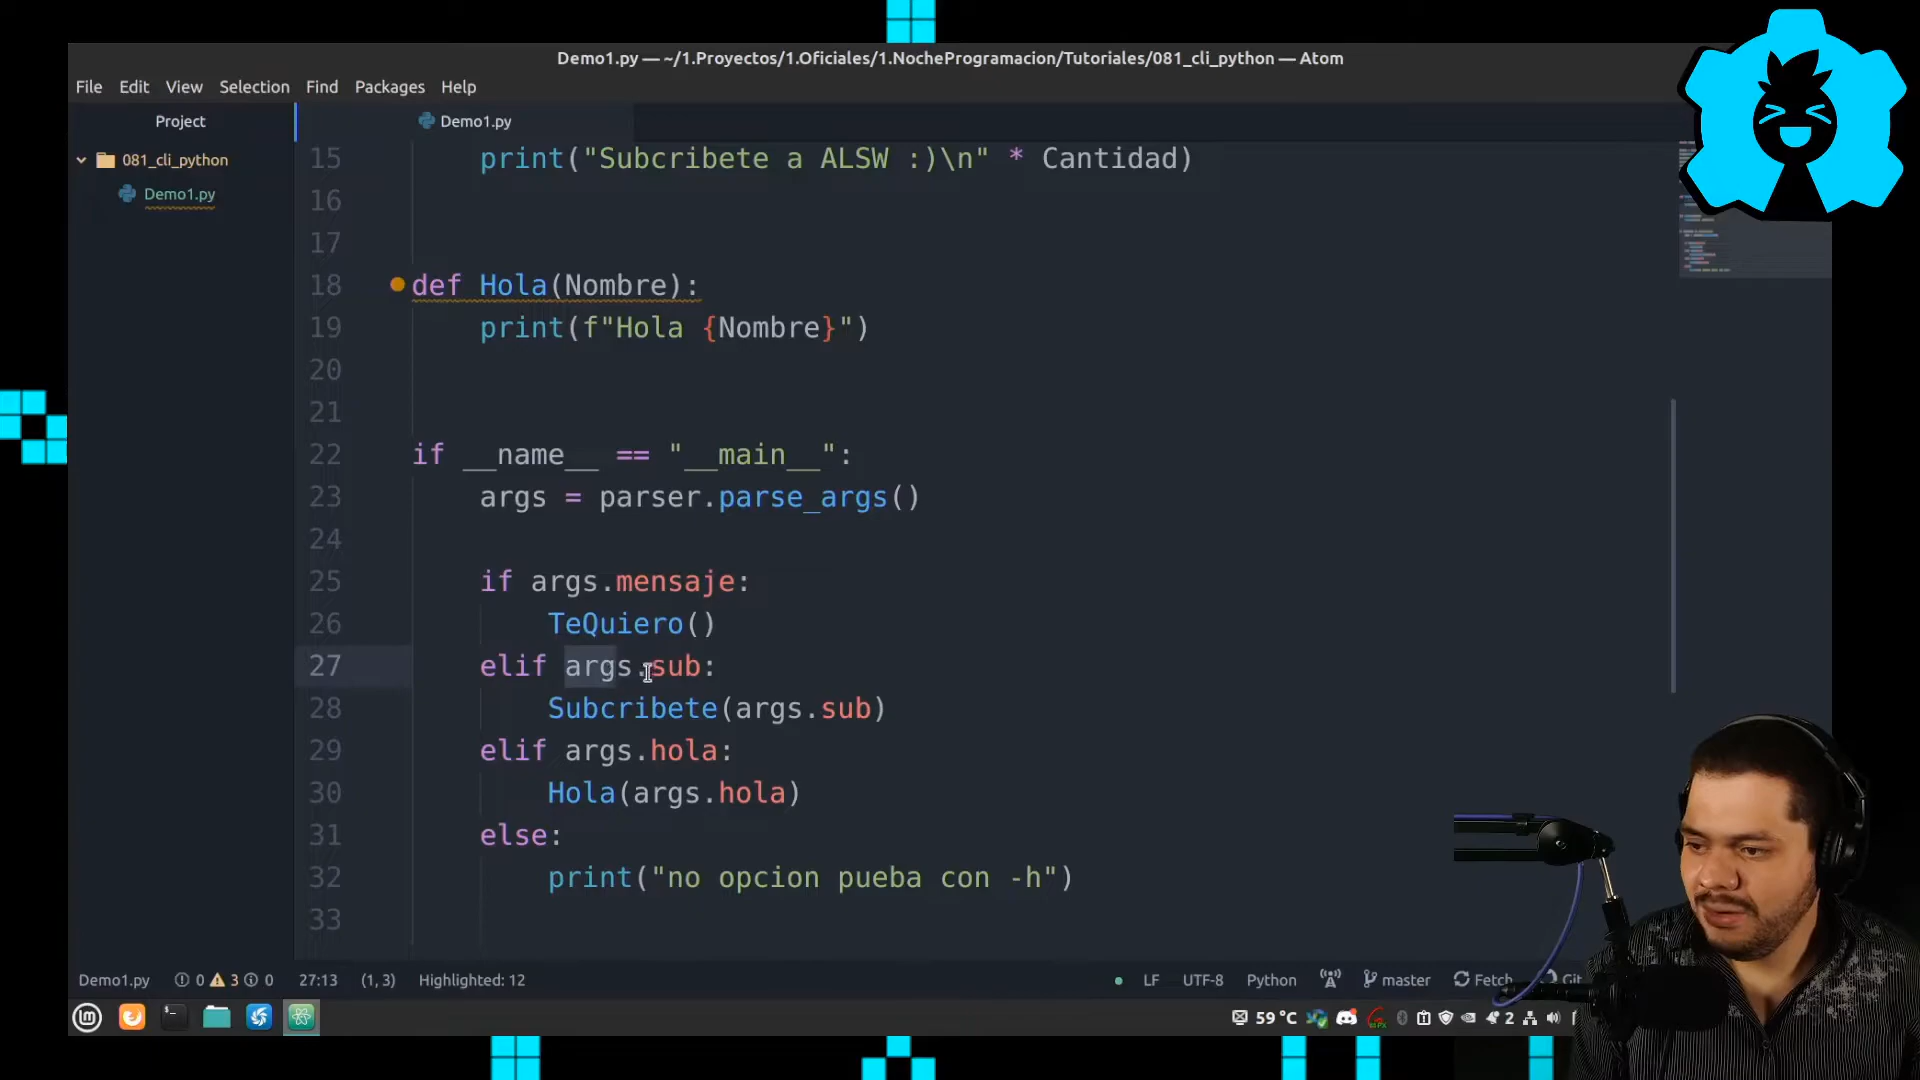 Demo1.py — ~/1.Proyectos/1.Oficiales/1.NocheProgramacion/Tutoriales/081_cli_python — Atom
File Edit View Selection Find Packages Help
Project
Demo1.py
081_cli_python
Demo1.py
15 print("Subcribete a ALSW :)\n" * Cantidad)
16
17
18 def Hola(Nombre):
19 print(f"Hola {Nombre}")
20
21
22 if __name__ == "__main__":
23 args = parser.parse_args()
24
25 if args.mensaje:
26 TeQuiero()
27 elif args.sub:
28 Subcribete(args.sub)
29 elif args.hola:
30 Hola(args.hola)
31 else:
32 print("no opcion pueba con -h")
33
Demo1.py 0 3 0 27:13 (1, 3) Highlighted: 12 LF UTF-8 Python master Fetch Git
59 °C 2